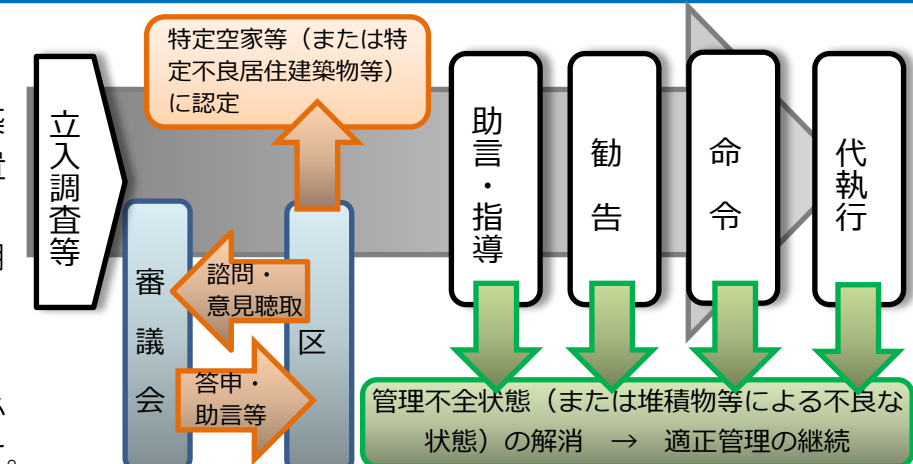 特定空家等（または特
定不良居住建築物等）
に認定
立入調査等
助言・指導
勧告
命令
代執行
審議会
諮問・
意見聴取
区
答申・
助言等
管理不全状態（または堆積物等による不良な
状態）の解消　→　適正管理の継続